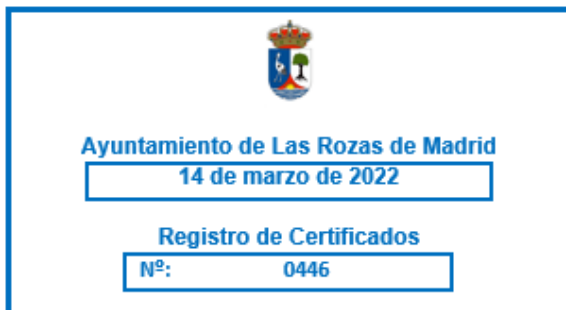 Ayuntamiento de Las Rozas de Madrid
14 de marzo de 2022
Registro de Certificados
Nº: 0446